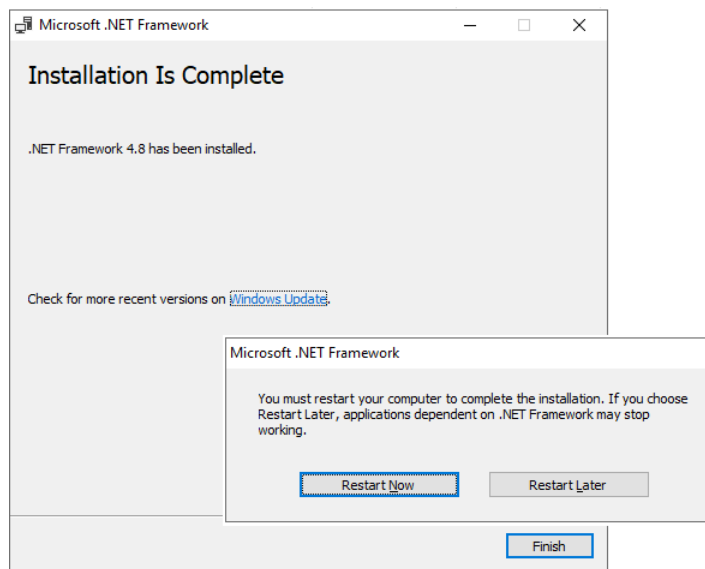 Microsoft .NET Framework
Installation Is Complete
.NET Framework 4.8 has been installed.
Check for more recent versions on Windows Update.
Microsoft .NET Framework
You must restart your computer to complete the installation. If you choose
Restart Later, applications dependent on .NET Framework may stop
working.
Restart Now
Restart Later
Finish